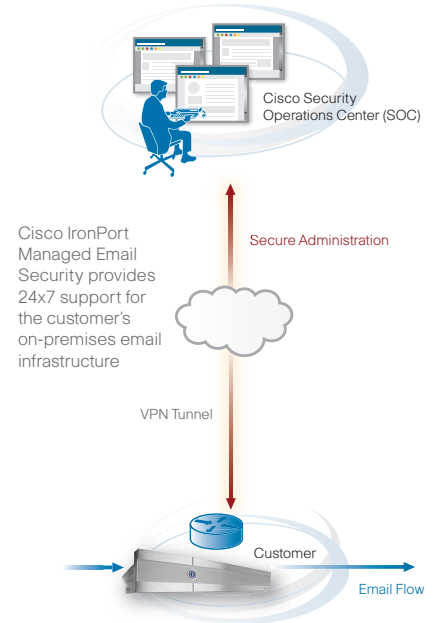 Cisco Security
Operations Center (SOC)
Secure Administration
Cisco IronPort
Managed Email
Security provides
24x7 support for
the customer's
on-premises email
infrastructure
VPN Tunnel
Customer
Email Flow